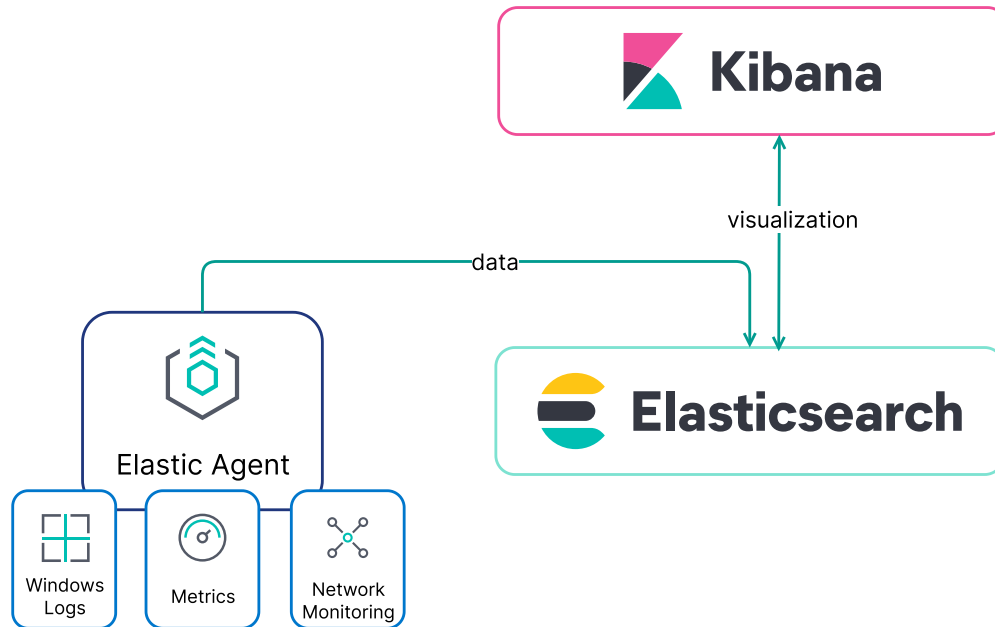 Kibana
visualization
data
Elasticsearch
Elastic Agent
Windows
Logs
Metrics
Network
Monitoring